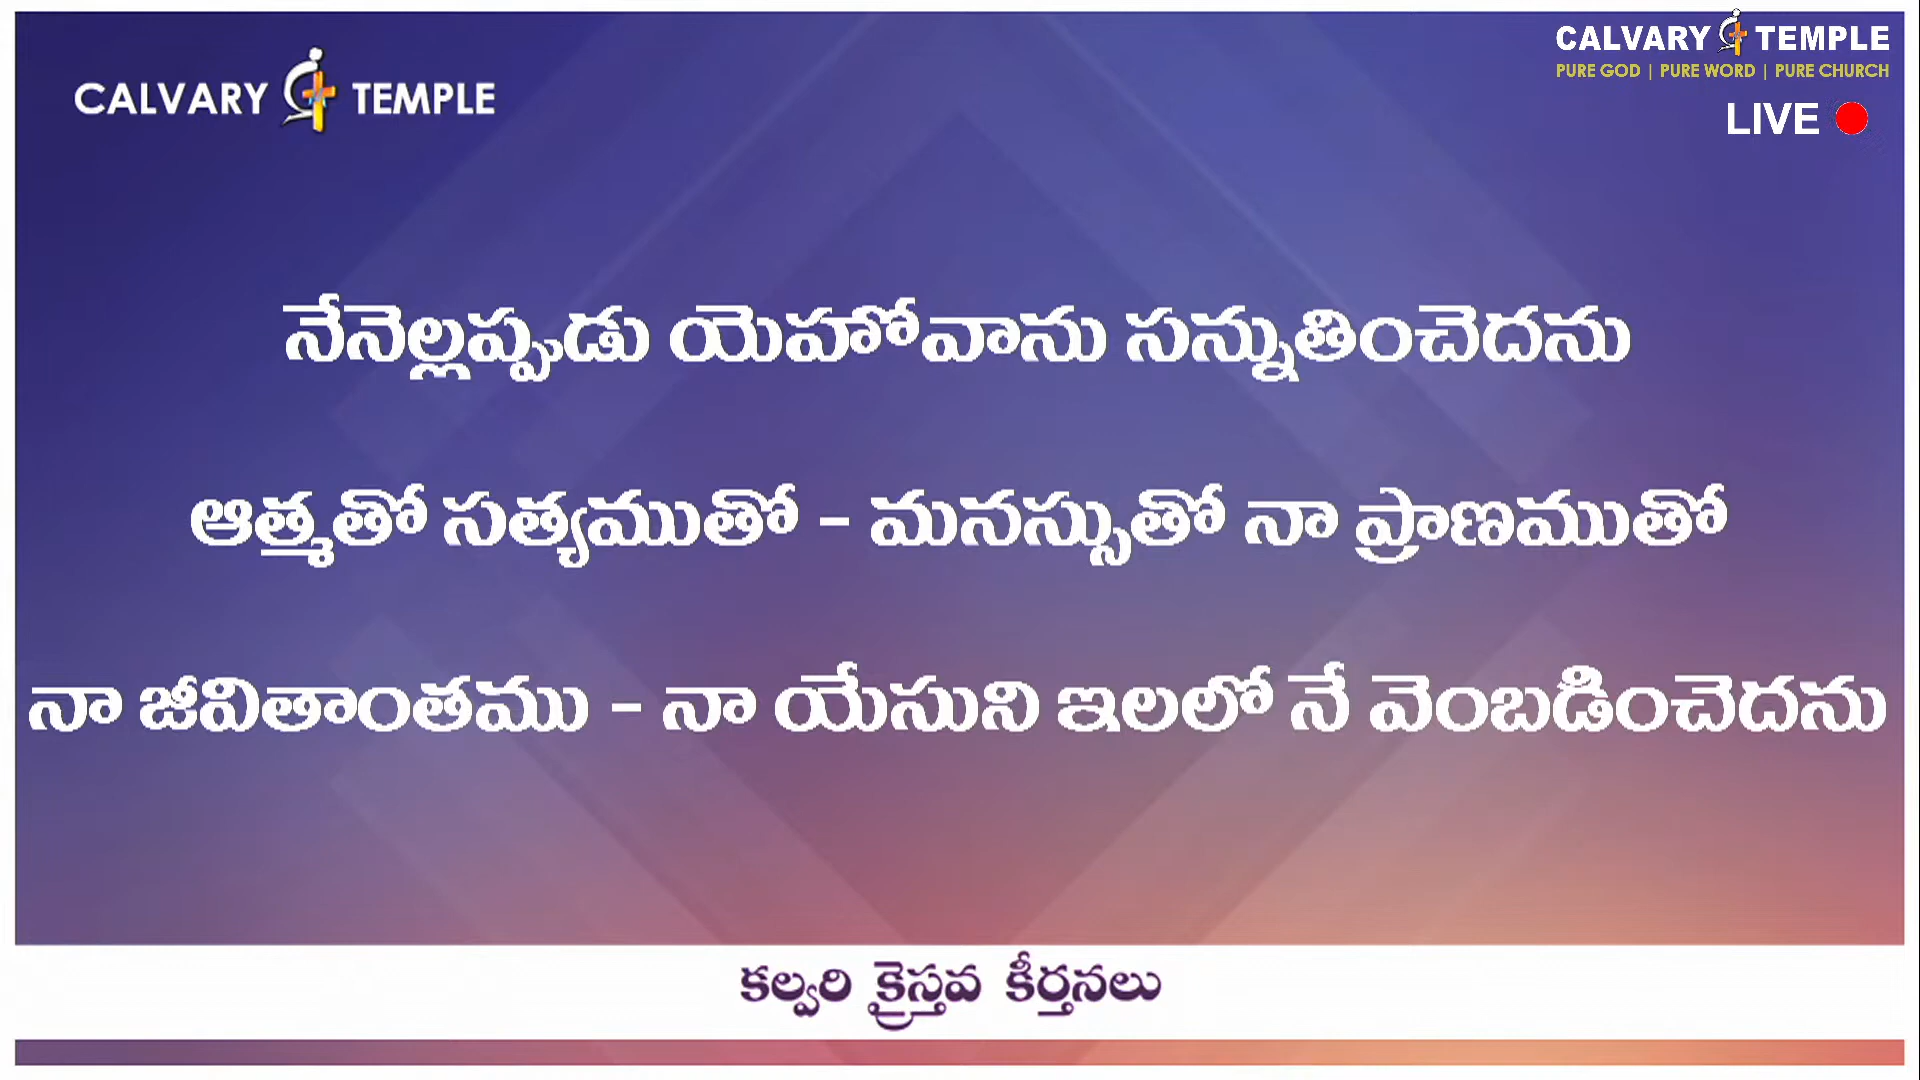 CALVARY TEMPLE
CALVARY TEMPLE
PURE GOD | PURE WORD | PURE CHURCH
LIVE
నేనెల్లప్పుడు యెహోవాను సన్నుతించెదను
ఆత్మతో సత్యముతో - మనస్సుతో నా ప్రాణముతో
నా జీవితాంతము - నా యేసుని ఇలలో నే వెంబడించెదను
కల్వరి క్రైస్తవ కీర్తనలు